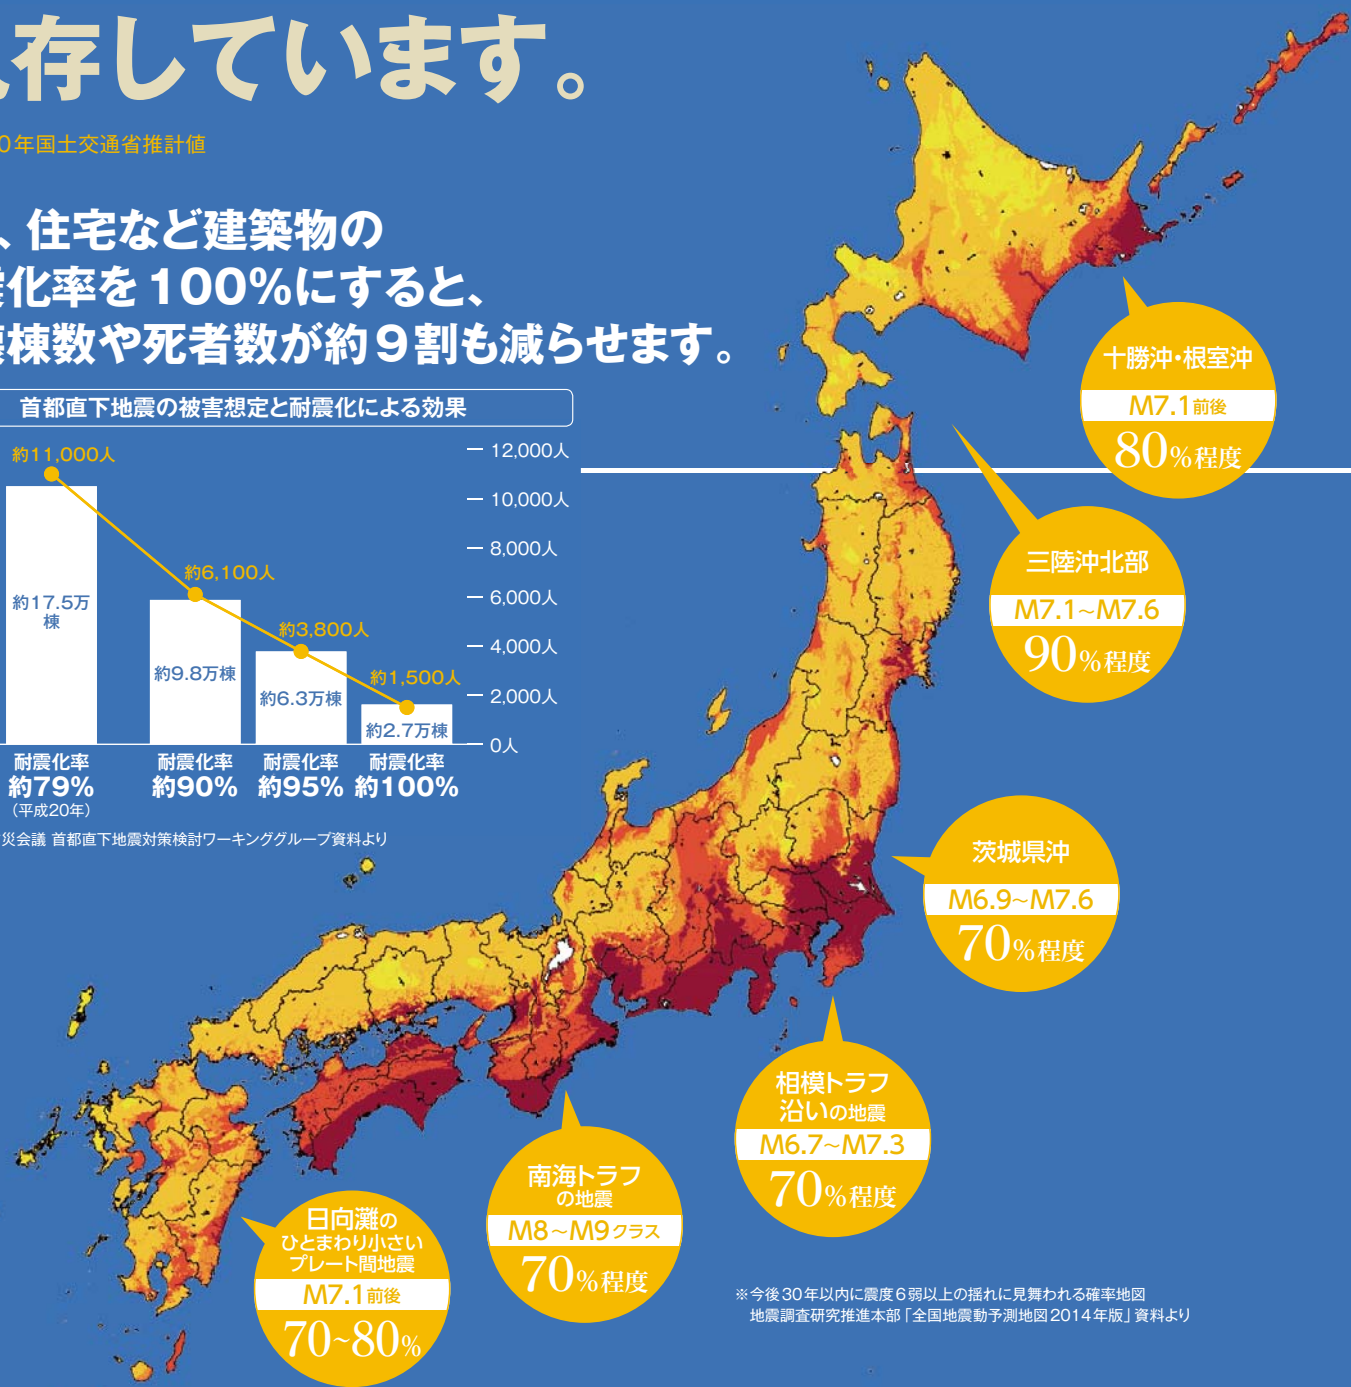 存しています。
0年国土交通省推計値
、住宅など建築物の
化率を100%にすると、
棟数や死者数が約9割も減らせます。
首都直下地震の被害想定と耐震化による効果
約11,000人
約6,100人
約3,800人
約1,500人
12,000人
10,000人
8,000人
6,000人
4,000人
2,000人
0人
約17.5万
棟
約9.8万棟
約6.3万棟
約2.7万棟
耐震化率
約79%
(平成20年)
耐震化率
約90%
耐震化率
約95%
耐震化率
約100%
災会議 首都直下地震対策検討ワーキンググループ資料より
十勝沖・根室沖
M7.1前後
80%程度
三陸沖北部
M7.1〜M7.6
90%程度
茨城県沖
M6.9〜M7.6
70%程度
相模トラフ
沿いの地震
M6.7〜M7.3
70%程度
南海トラフ
の地震
M8〜M9クラス
70%程度
日向灘の
ひとまわり小さい
プレート間地震
M7.1前後
70~80%
※今後30年以内に震度6弱以上の揺れに見舞われる確率地図
地震調査研究推進本部「全国地震動予測地図2014年版」資料より